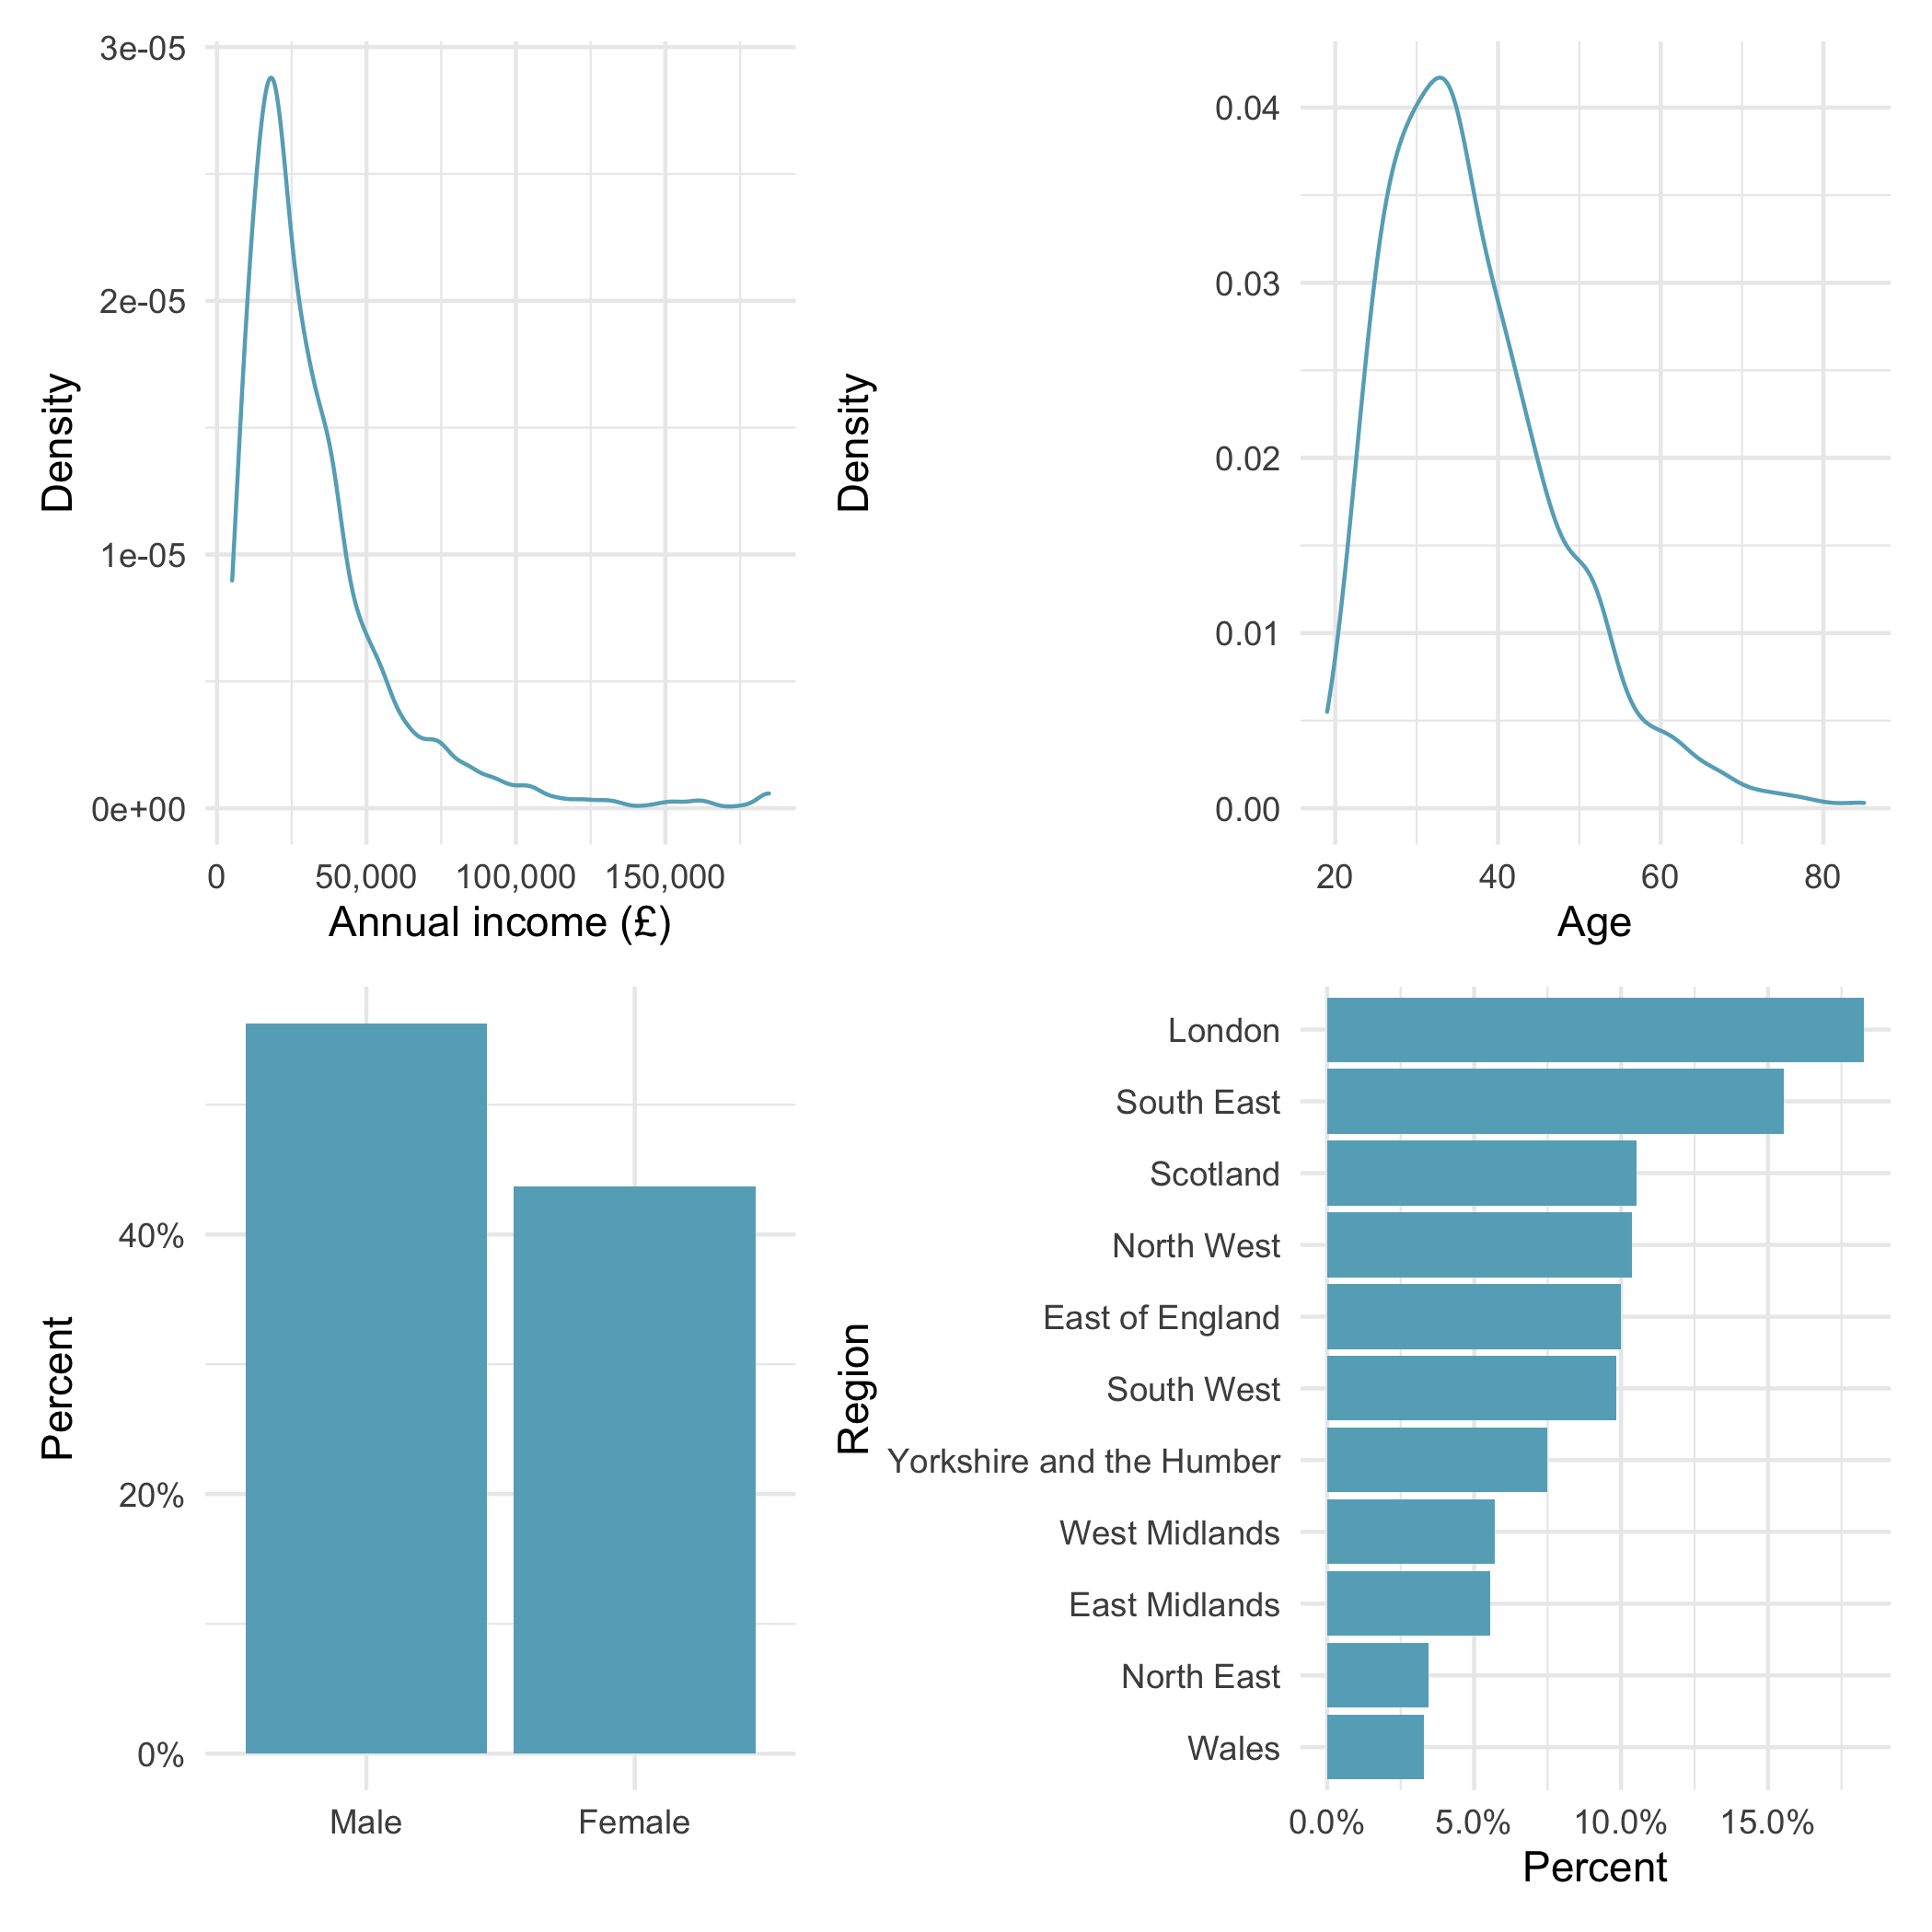 3e-05
2e-05
1e-05
0e+00
Density
0 50,000 100,000 150,000
Annual income (£)
0.04
0.03
0.02
0.01
0.00
Density
20 40 60 80
Age
40%
20%
0%
Percent
Male Female
London
South East
Scotland
North West
East of England
South West
Yorkshire and the Humber
West Midlands
East Midlands
North East
Wales
Region
0.0% 5.0% 10.0% 15.0%
Percent